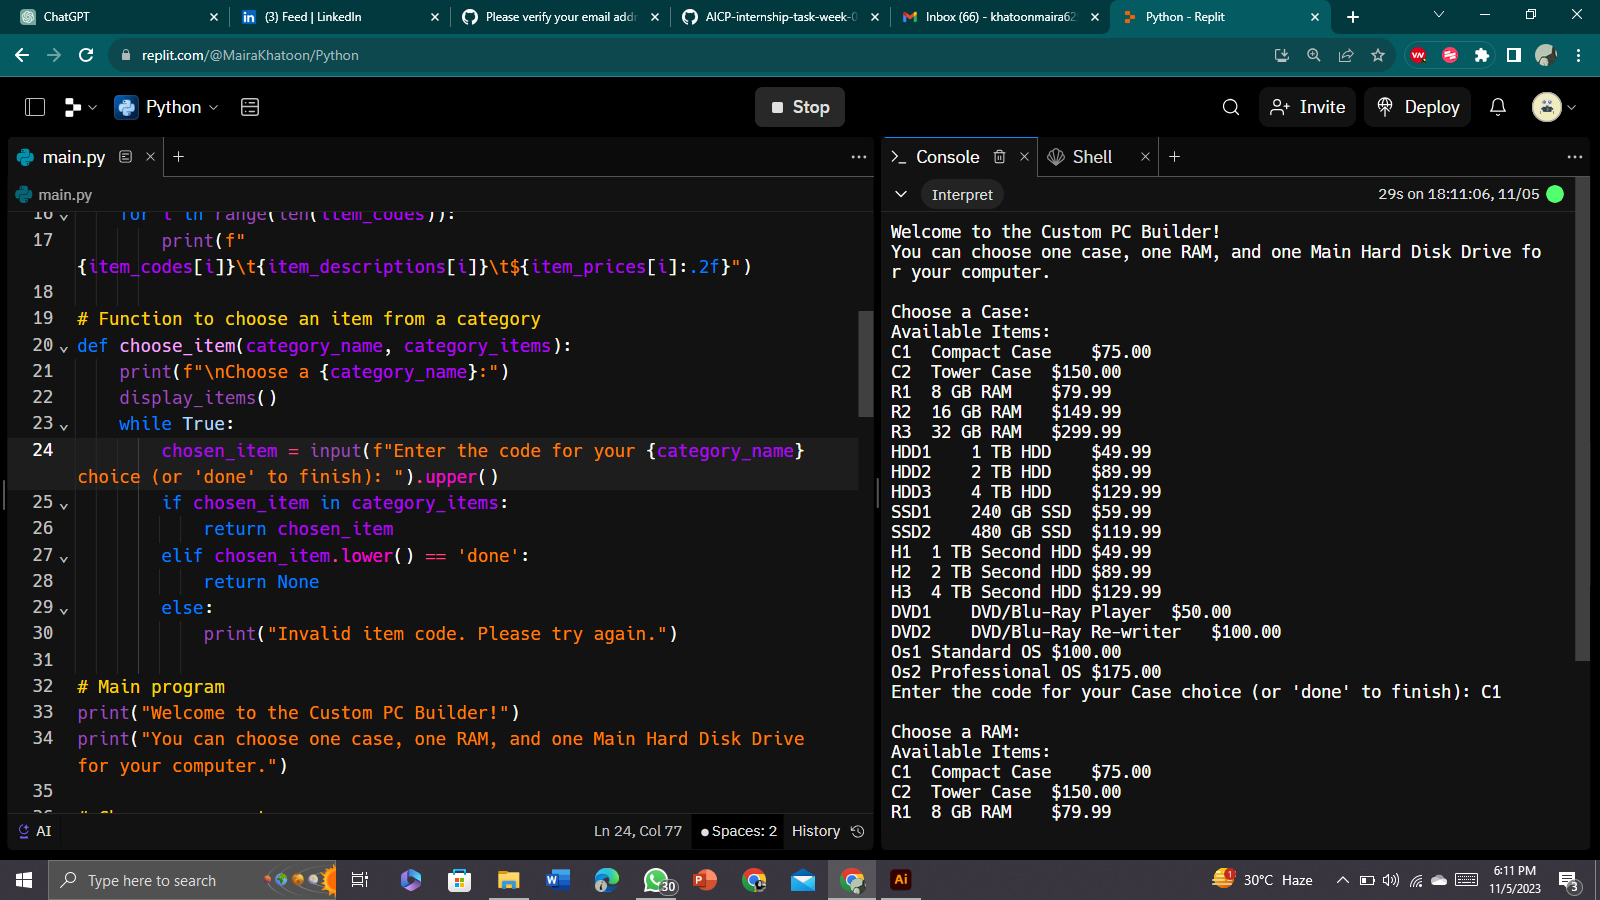 ChatGPT
(3) Feed | LinkedIn
Please verify your email addr
AICP-internship-task-week-0
Inbox (66) - khatoonmaira62
Python - Replit
replit.com/@MairaKhatoon/Python
Python
Stop
Invite
Deploy
main.py
main.py
16 for i in range(len(item_codes)):
17 print(f"
{item_codes[i]}\t{item_descriptions[i]}\t${item_prices[i]:.2f}")
18
19 # Function to choose an item from a category
20 def choose_item(category_name, category_items):
21 print(f"\nChoose a {category_name}:")
22 display_items()
23 while True:
24 chosen_item = input(f"Enter the code for your {category_name}
choice (or 'done' to finish): ").upper()
25 if chosen_item in category_items:
26 return chosen_item
27 elif chosen_item.lower() == 'done':
28 return None
29 else:
30 print("Invalid item code. Please try again.")
31
32 # Main program
33 print("Welcome to the Custom PC Builder!")
34 print("You can choose one case, one RAM, and one Main Hard Disk Drive
for your computer.")
35
AI
Ln 24, Col 77
Spaces: 2
History
Console
Shell
Interpret
29s on 18:11:06, 11/05
Welcome to the Custom PC Builder!
You can choose one case, one RAM, and one Main Hard Disk Drive fo
r your computer.
Choose a Case:
Available Items:
C1 Compact Case $75.00
C2 Tower Case $150.00
R1 8 GB RAM $79.99
R2 16 GB RAM $149.99
R3 32 GB RAM $299.99
HDD1 1 TB HDD $49.99
HDD2 2 TB HDD $89.99
HDD3 4 TB HDD $129.99
SSD1 240 GB SSD $59.99
SSD2 480 GB SSD $119.99
H1 1 TB Second HDD $49.99
H2 2 TB Second HDD $89.99
H3 4 TB Second HDD $129.99
DVD1 DVD/Blu-Ray Player $50.00
DVD2 DVD/Blu-Ray Re-writer $100.00
Os1 Standard OS $100.00
Os2 Professional OS $175.00
Enter the code for your Case choice (or 'done' to finish): C1
Choose a RAM:
Available Items:
C1 Compact Case $75.00
C2 Tower Case $150.00
R1 8 GB RAM $79.99
Type here to search
30
Ai
1
30°C Haze
6:11 PM
11/5/2023
3